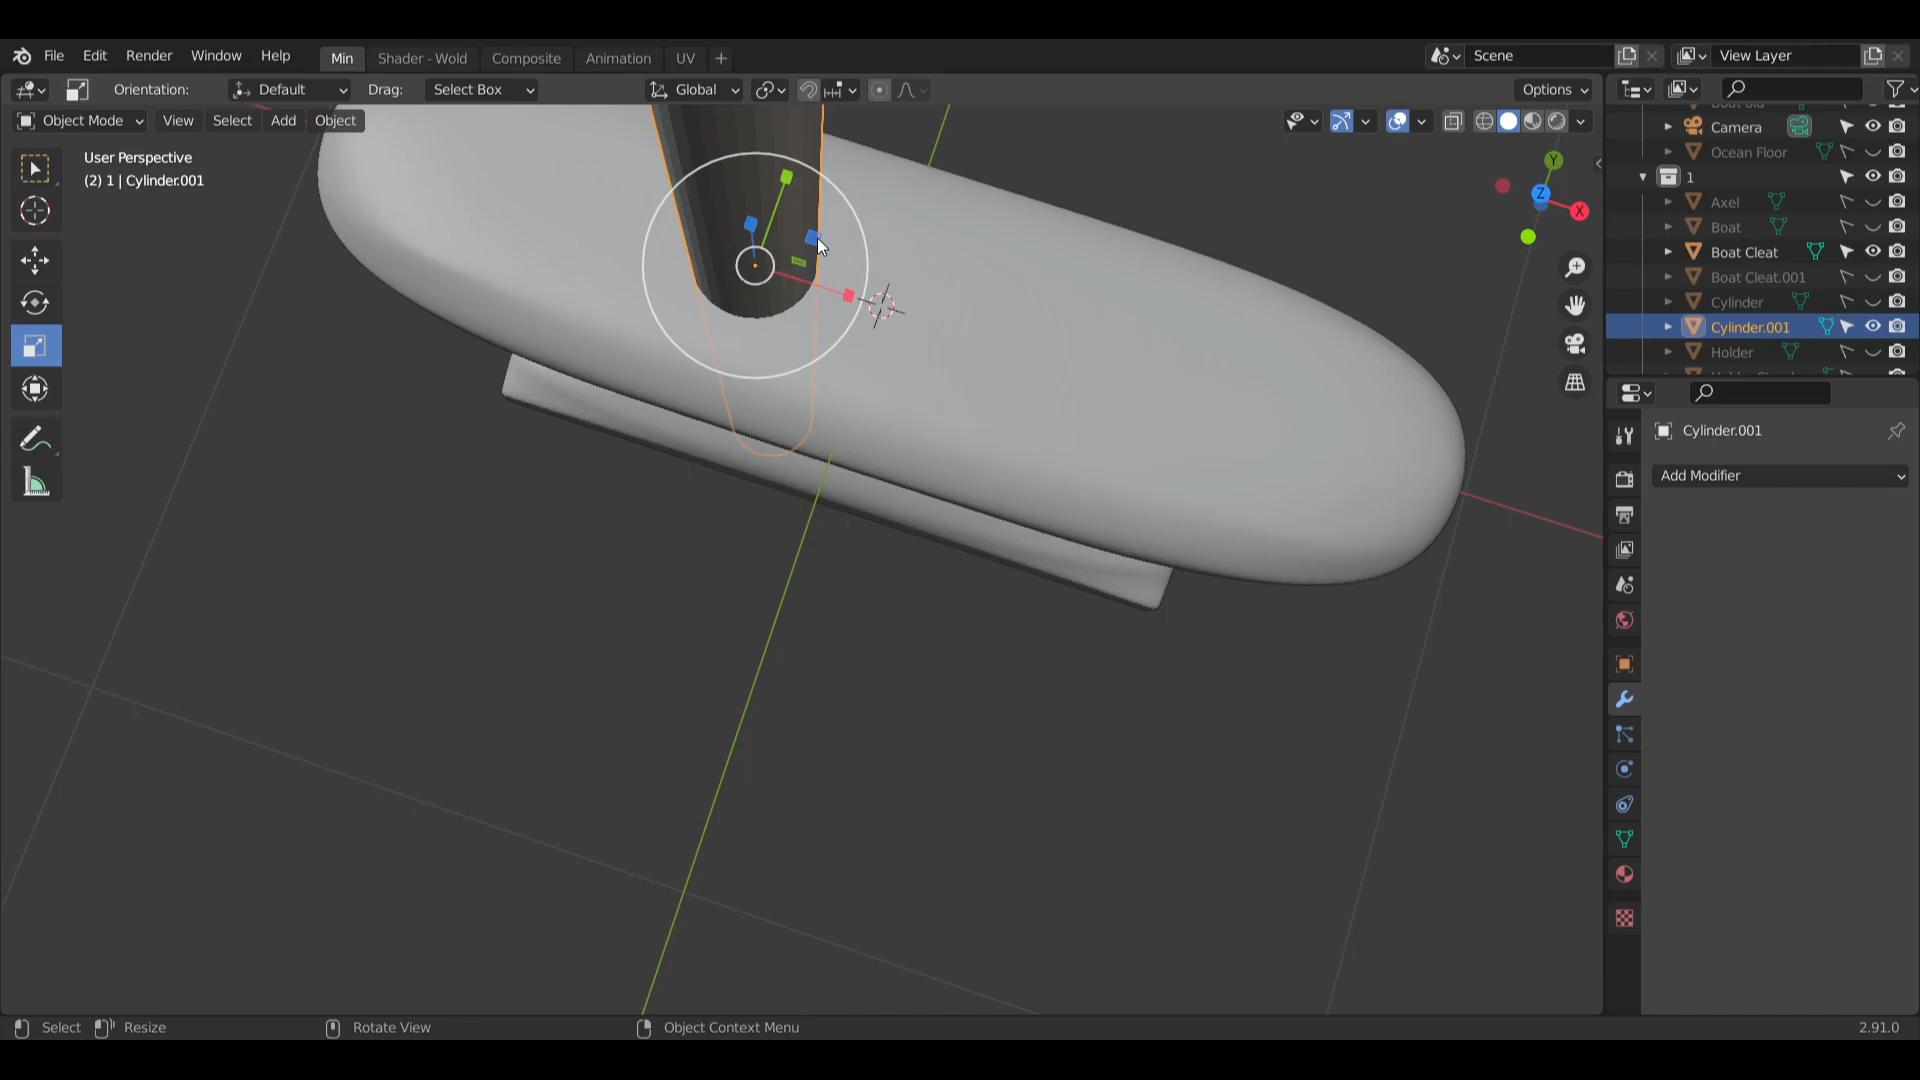 File Edit Render Window Help Min Shader - Wold Composite Animation UV + Scene View Layer
Orientation: Default Drag: Select Box Global Options
Object Mode View Select Add Object
User Perspective
(2) 1 | Cylinder.001
Y
Z
X
Camera
Ocean Floor
1
Axel
Boat
Boat Cleat
Boat Cleat.001
Cylinder
Cylinder.001
Holder
Cylinder.001
Add Modifier
Select Resize Rotate View Object Context Menu 2.91.0